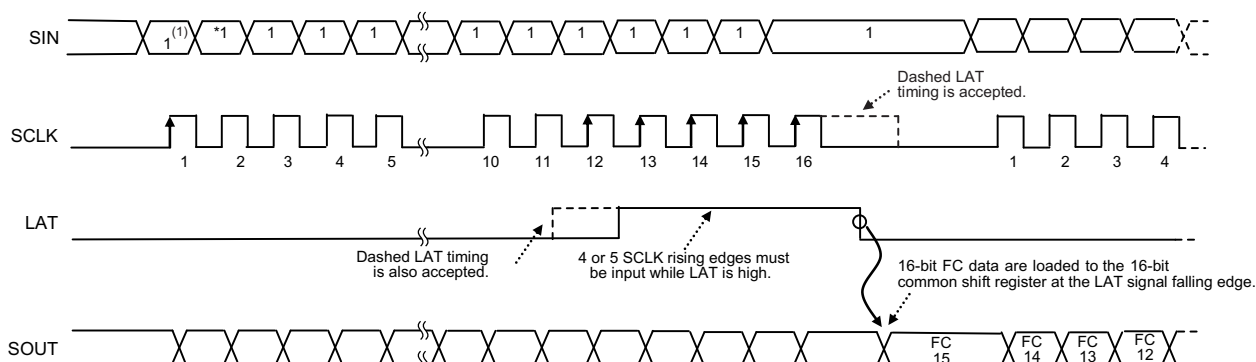 SIN
1(1) *1 1 1 1 1 1 1 1 1 1 1
Dashed LAT
timing is accepted.
SCLK
1 2 3 4 5 10 11 12 13 14 15 16 1 2 3 4
LAT
Dashed LAT timing
is also accepted.
4 or 5 SCLK rising edges must
be input while LAT is high.
16-bit FC data are loaded to the 16-bit
common shift register at the LAT signal falling edge.
SOUT
FC
15
FC
14
FC
13
FC
12